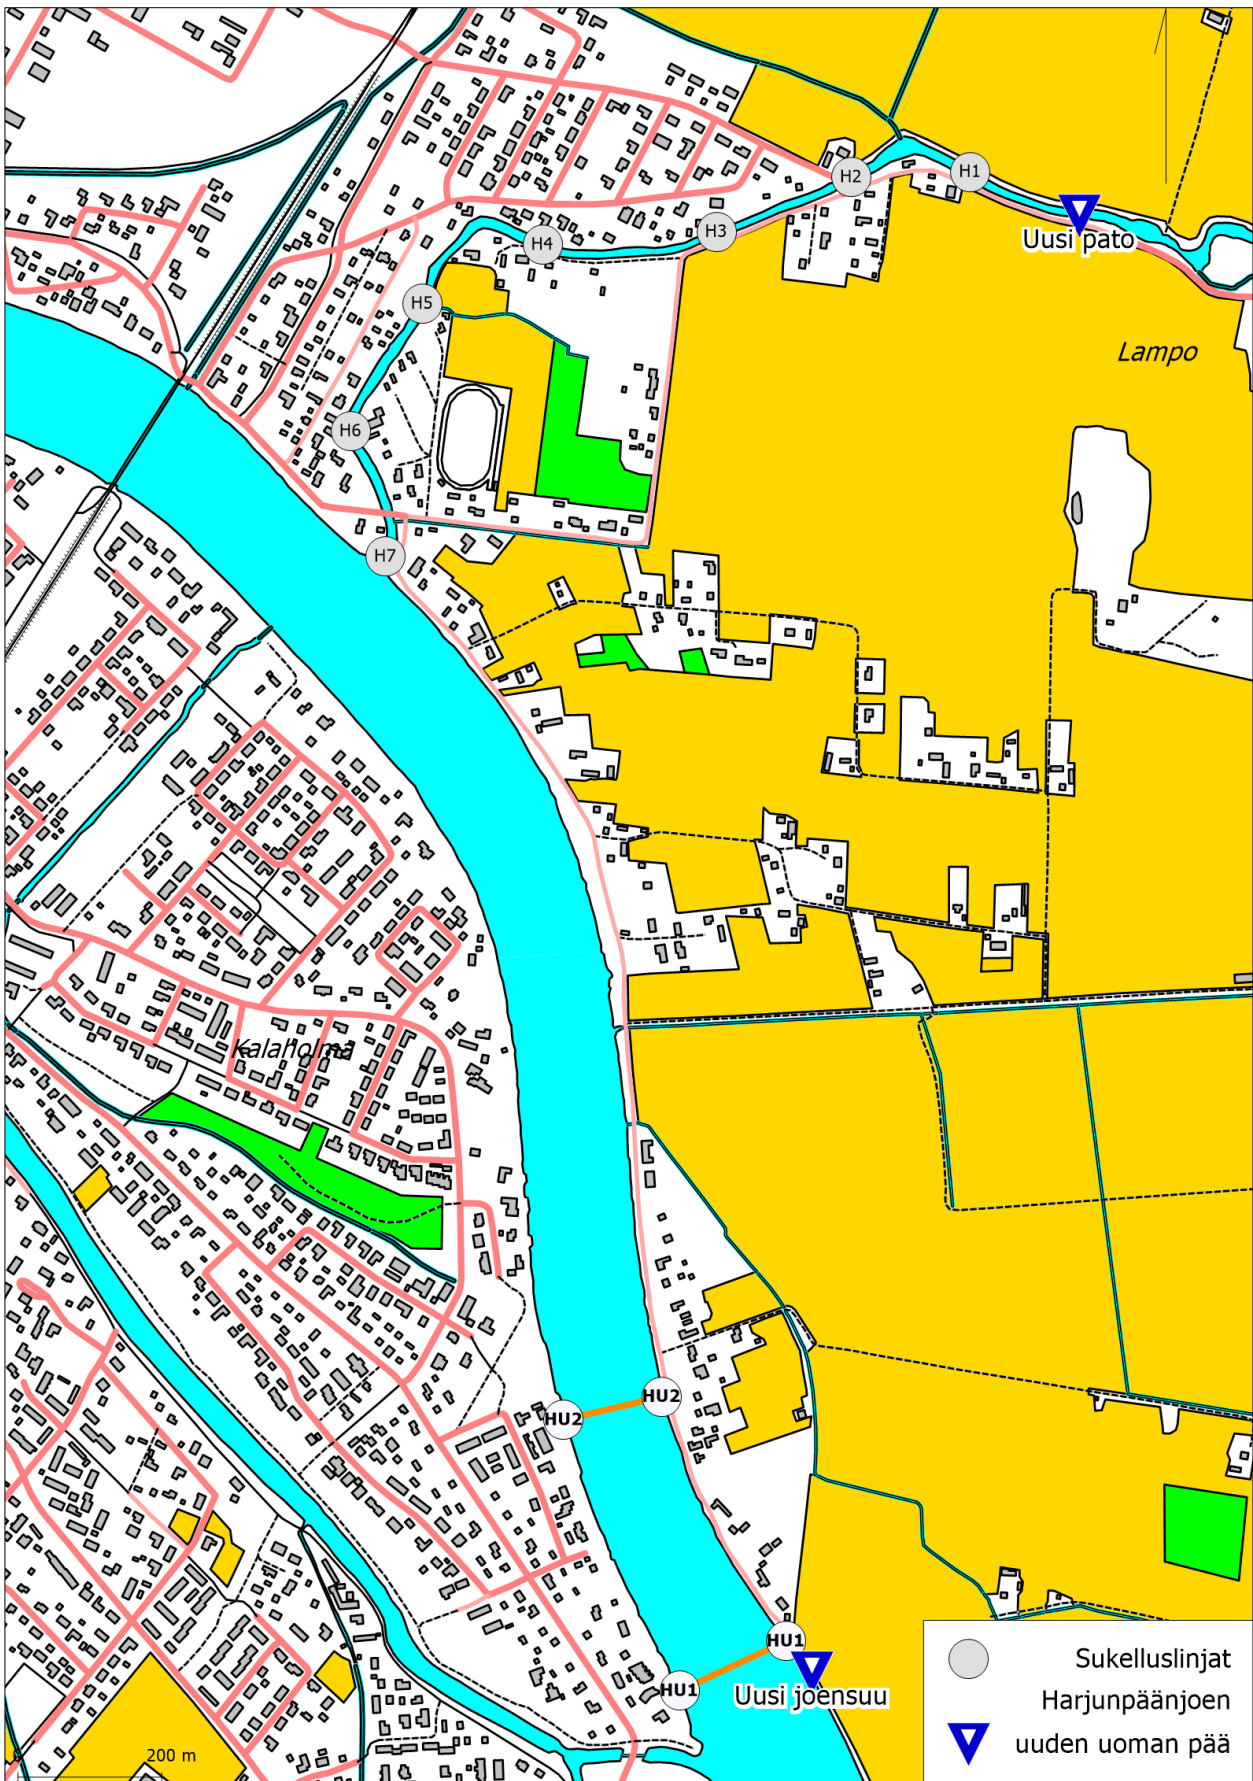 H2
H1
H3
H4
Uusi pato
H5
Lampo
H6
H7
Kalaholma
HU2
HU2
HU1
HU1
Uusi joensuu
Sukelluslinjat
Harjunpäänjoen
uuden uoman pää
200 m